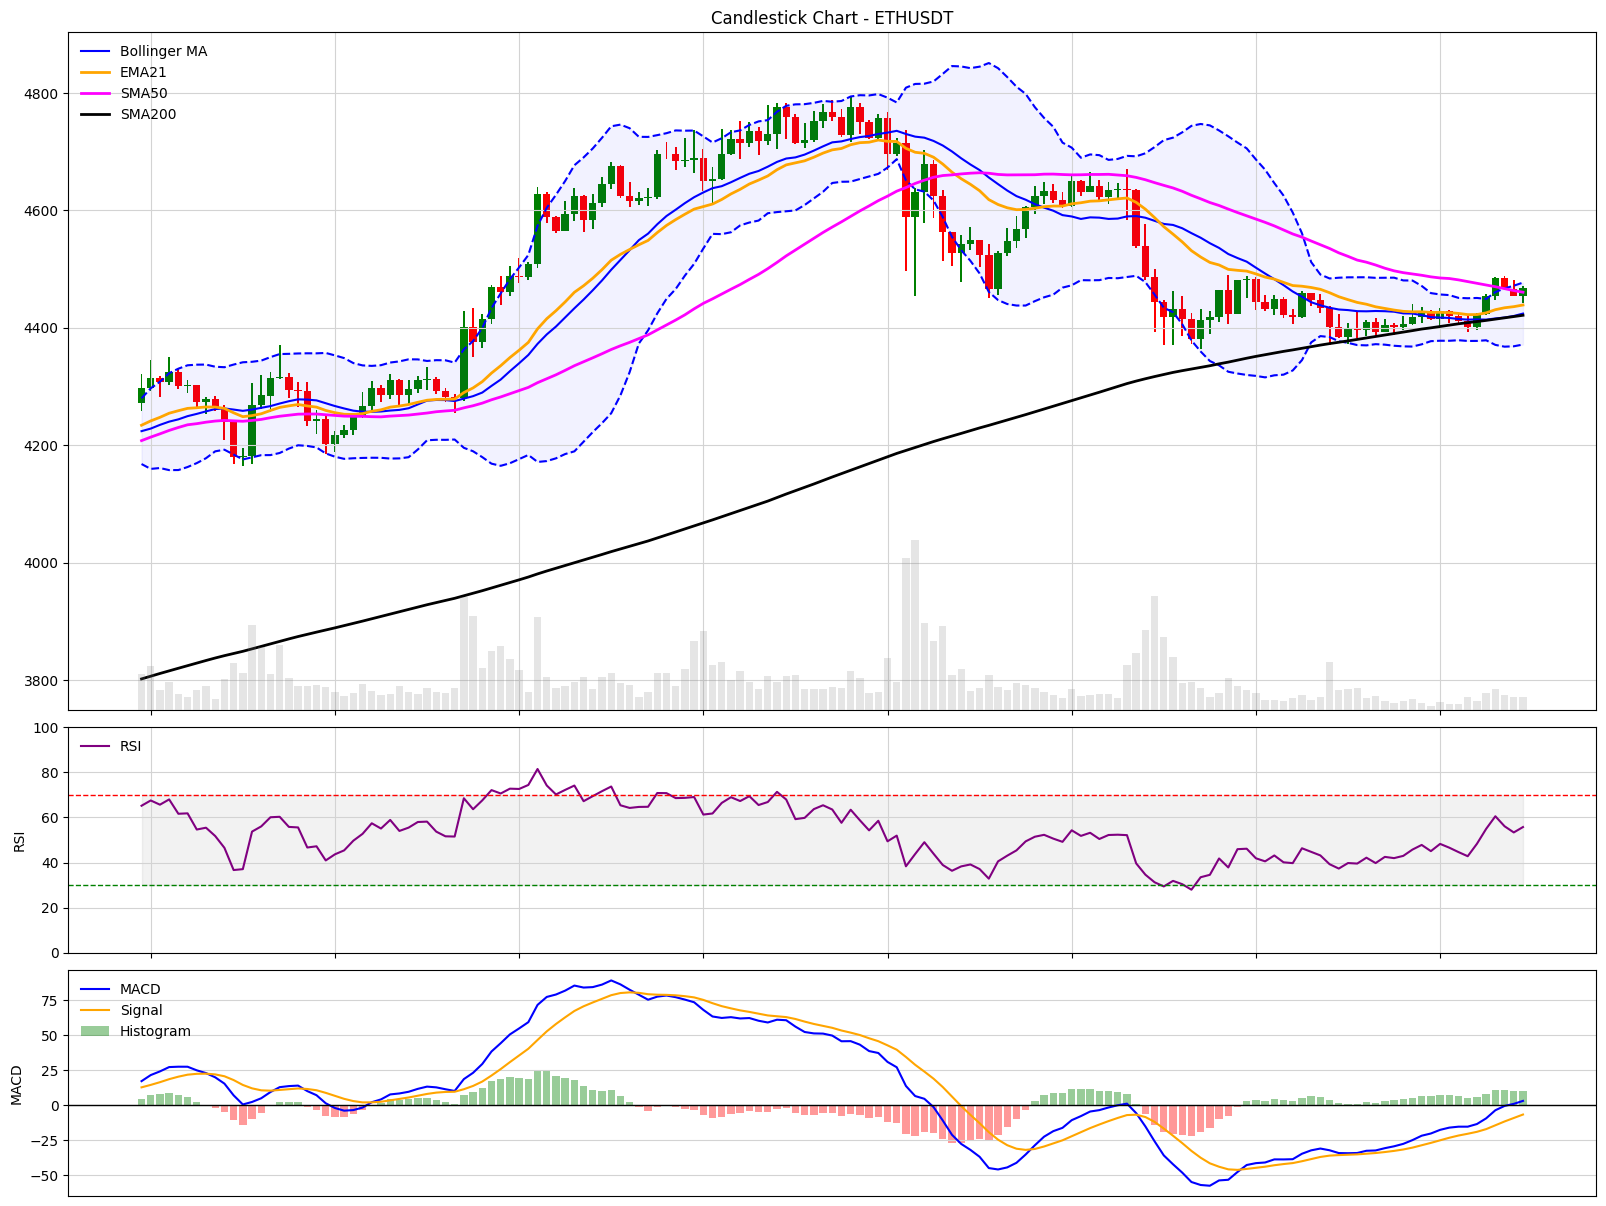 Candlestick Chart - ETHUSDT
Bollinger MA
EMA21
SMA50
SMA200
4800
4600
4400
4200
4000
3800
100
80
60
40
20
0
RSI
RSI
75
50
25
0
−25
−50
MACD
MACD
Signal
Histogram